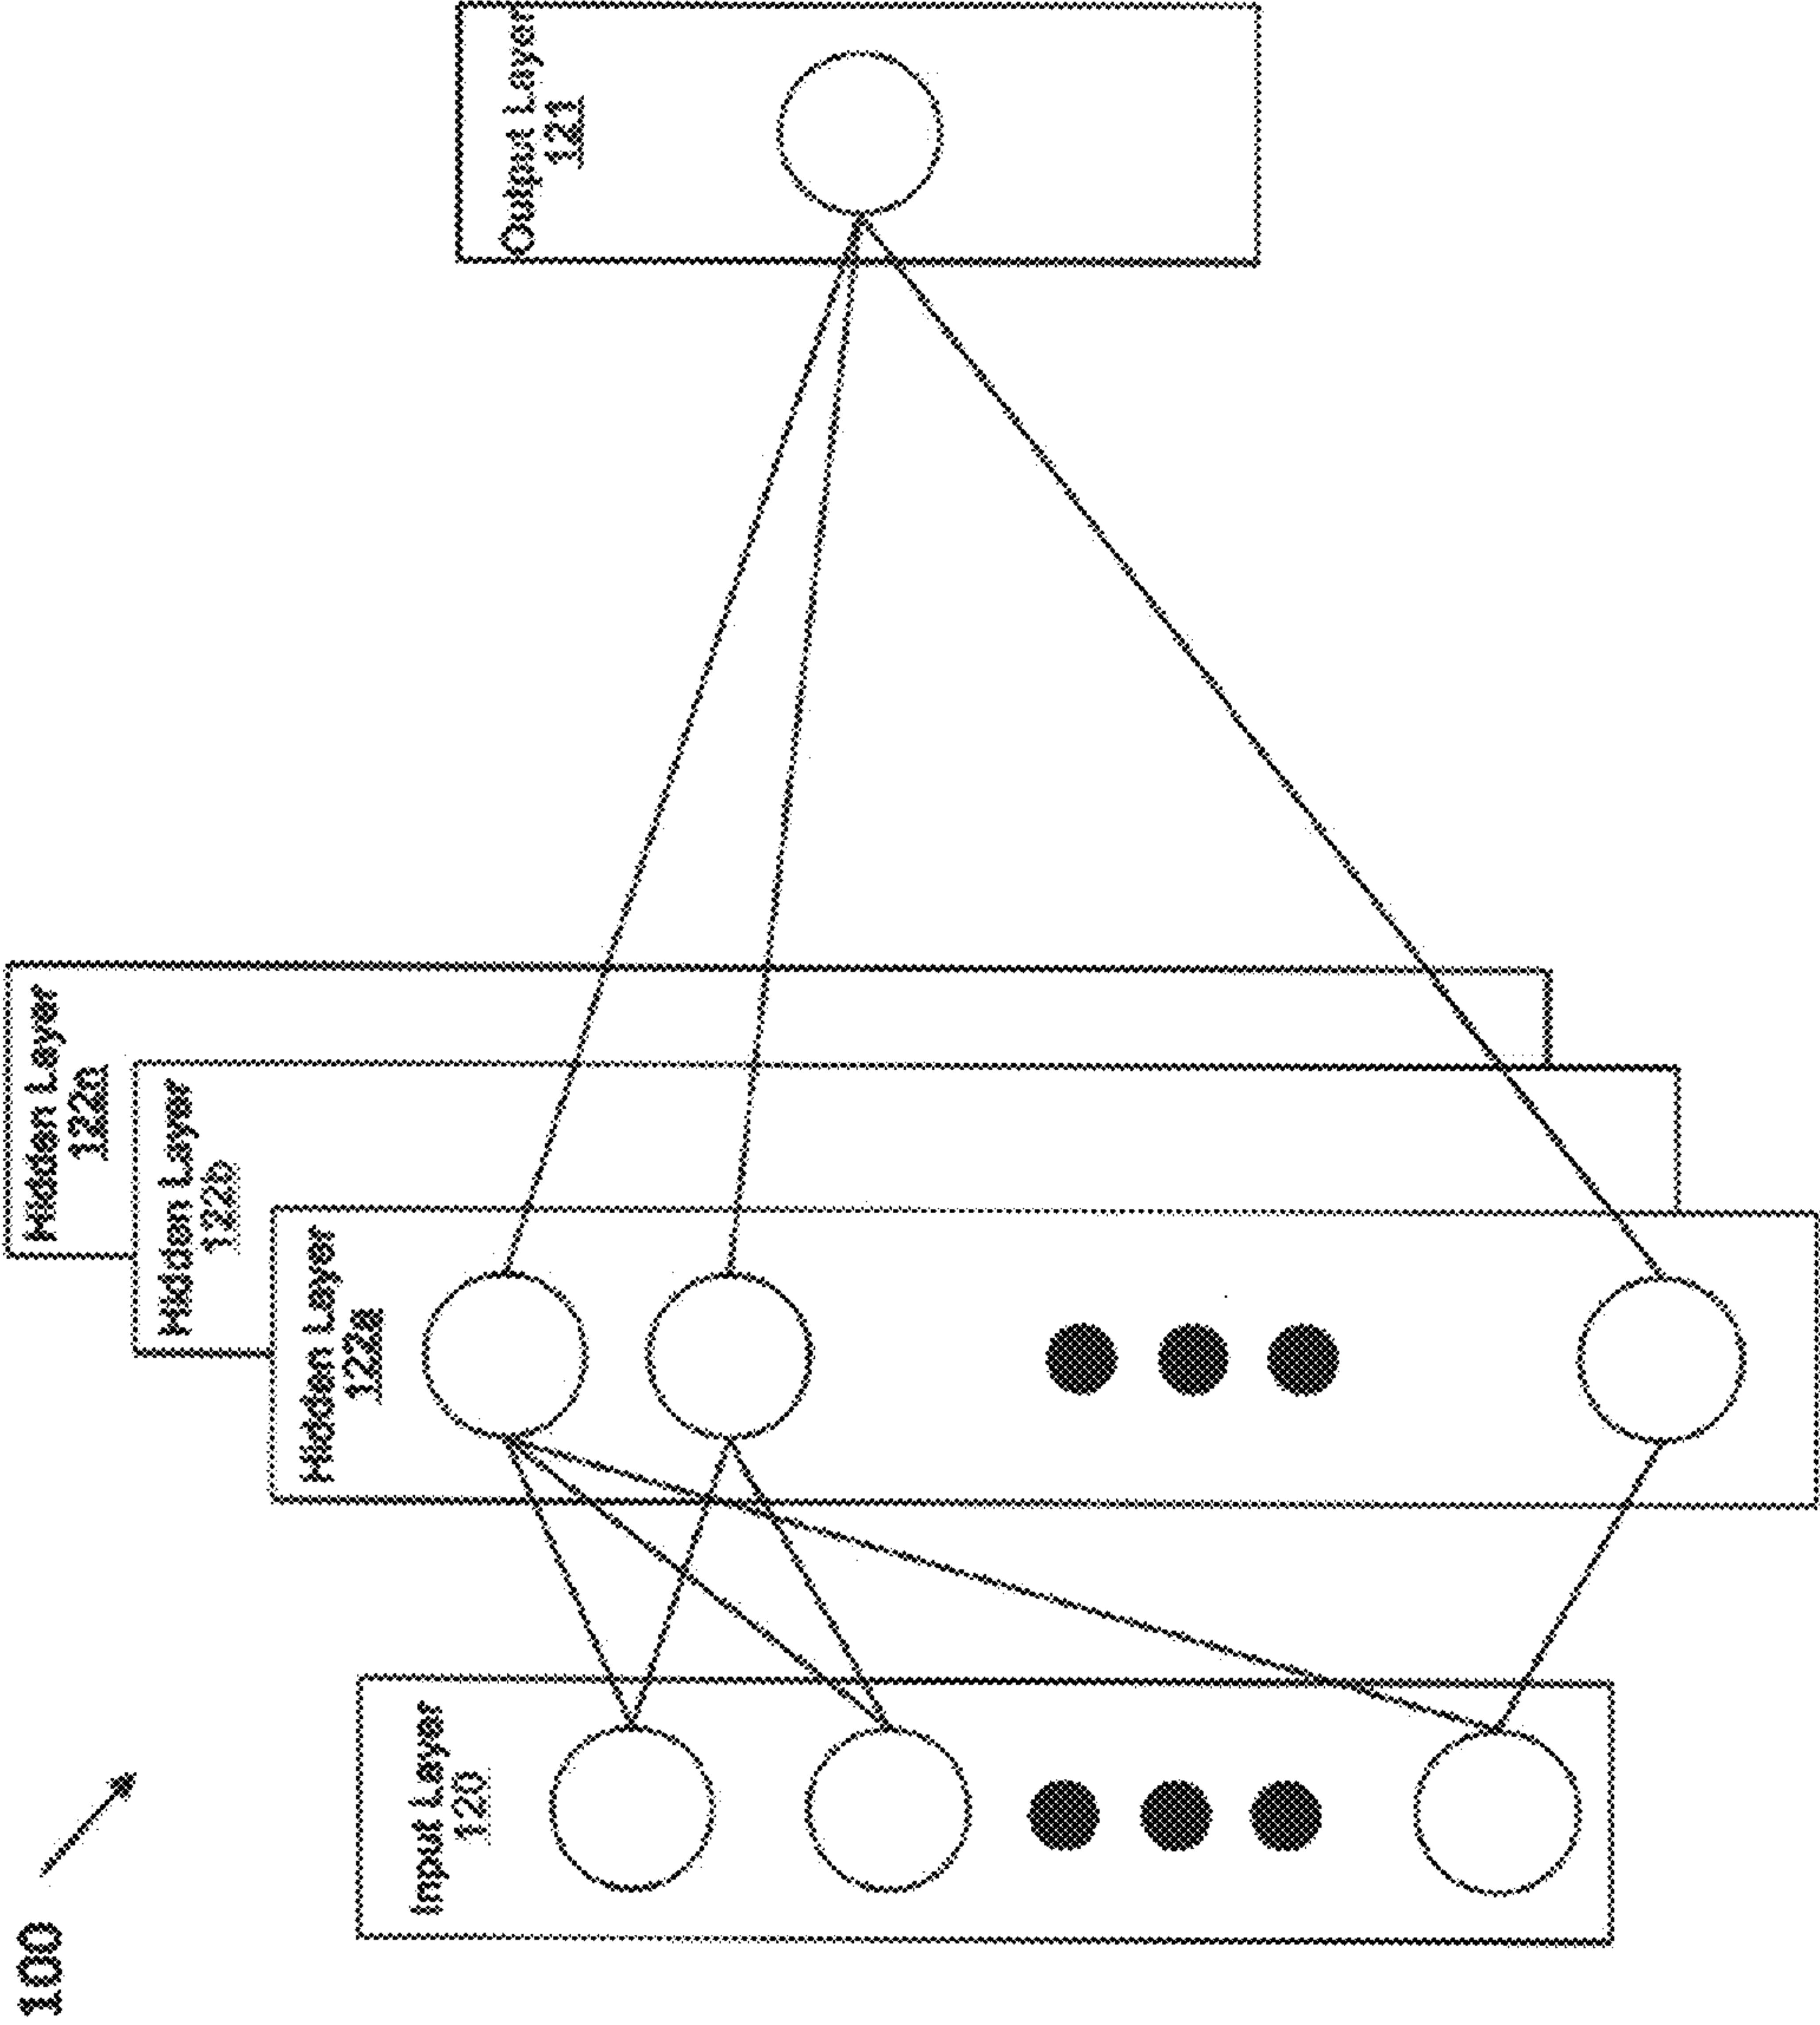 100
Input Layer
120
Hidden Layer
122a
Hidden Layer
122b
Hidden Layer
122n
Output Layer
121